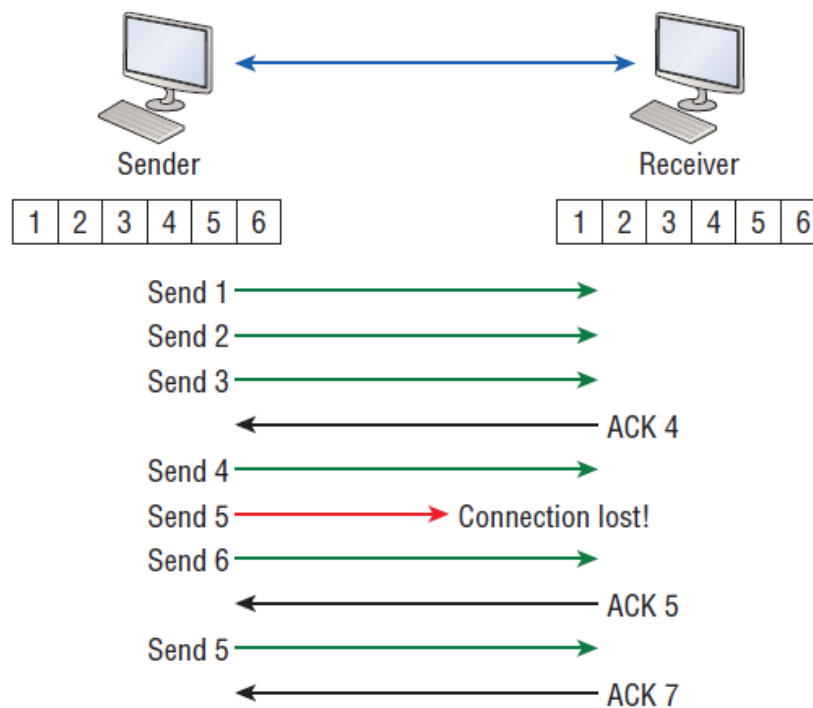 Sender Receiver
1 2 3 4 5 6 1 2 3 4 5 6
Send 1
Send 2
Send 3
ACK 4
Send 4
Send 5 Connection lost!
Send 6
ACK 5
Send 5
ACK 7